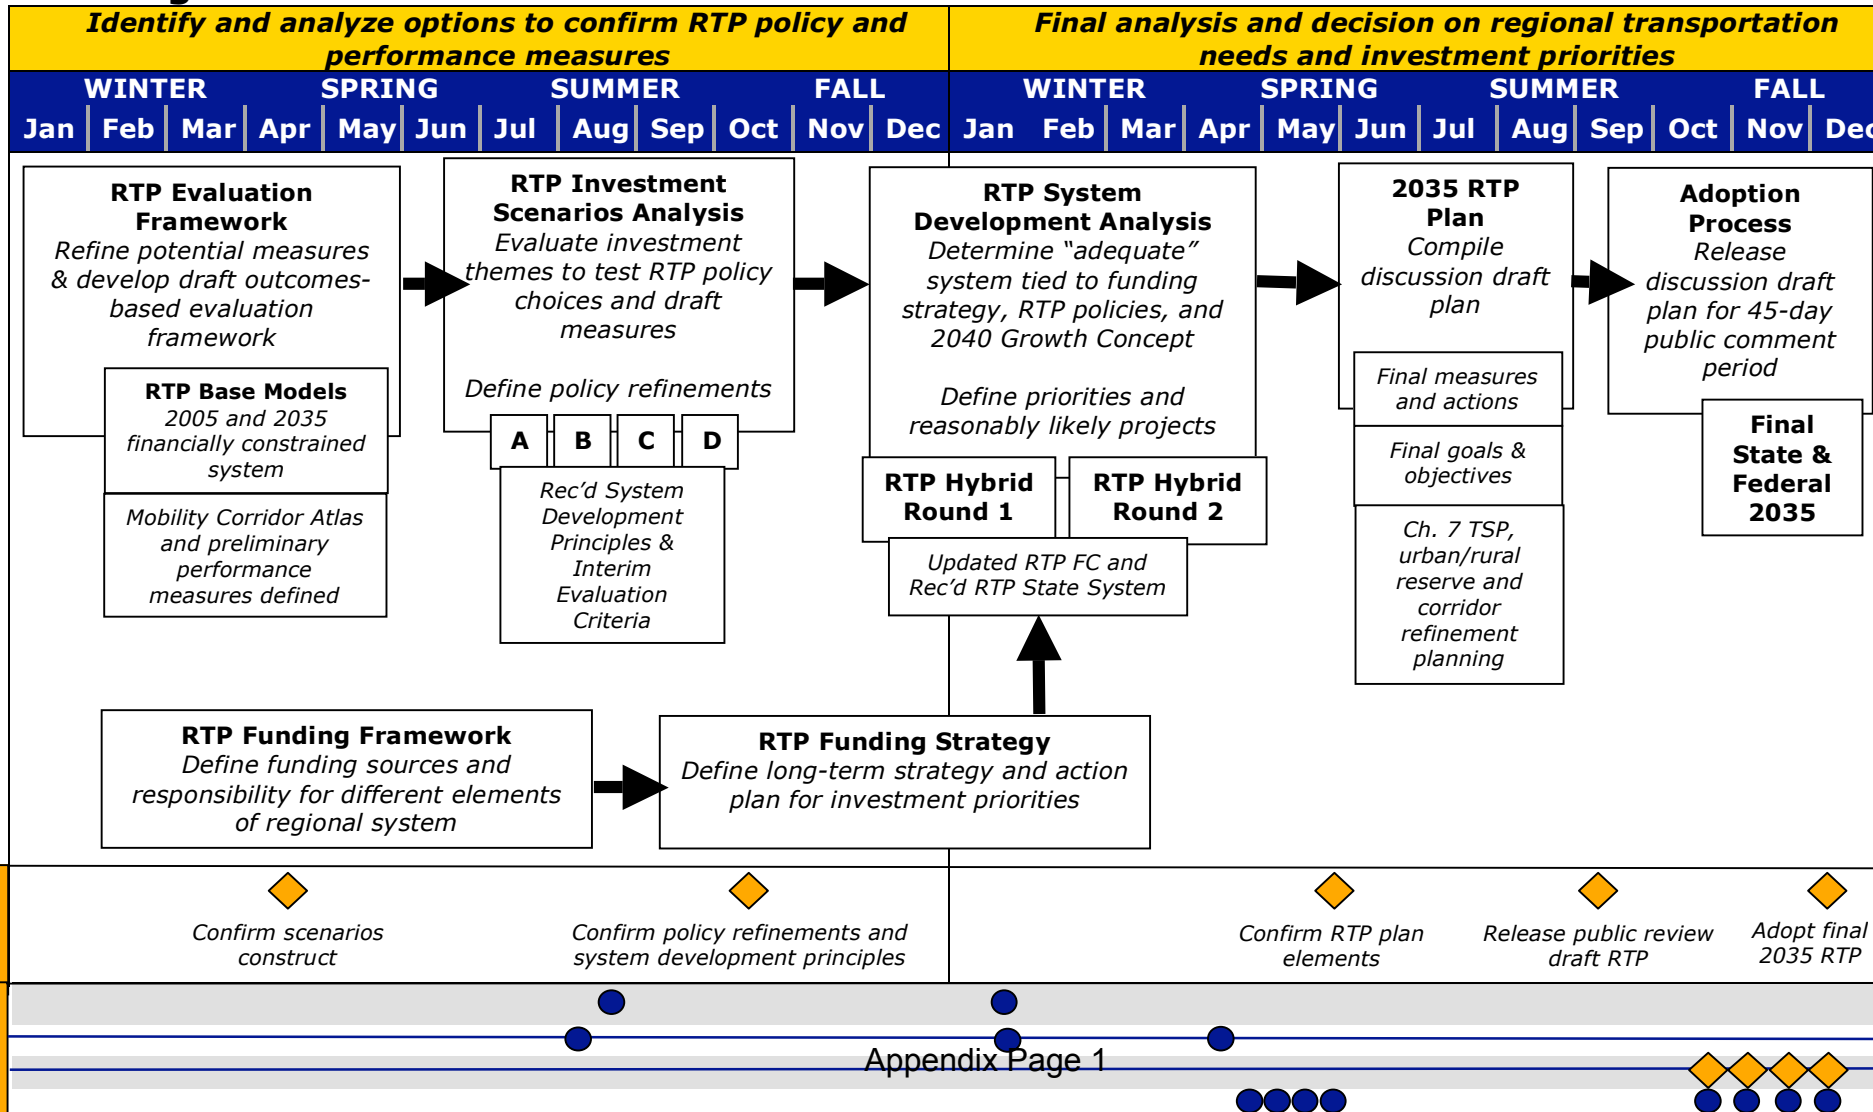 Identify and analyze options to confirm RTP policy and
performance measures
Final analysis and decision on regional transportation
needs and investment priorities
WINTER SPRING SUMMER FALL WINTER SPRING SUMMER FALL
Jan Feb Mar Apr May Jun Jul Aug Sep Oct Nov Dec Jan Feb Mar Apr May Jun Jul Aug Sep Oct Nov Dec
RTP Evaluation
Framework
Refine potential measures
& develop draft outcomes-
based evaluation
framework
RTP Base Models
2005 and 2035
financially constrained
system
Mobility Corridor Atlas
and preliminary
performance
measures defined
RTP Investment
Scenarios Analysis
Evaluate investment
themes to test RTP policy
choices and draft
measures
Define policy refinements
A B C D
Rec’d System
Development
Principles &
Interim
Evaluation
Criteria
RTP System
Development Analysis
Determine “adequate”
system tied to funding
strategy, RTP policies, and
2040 Growth Concept
Define priorities and
reasonably likely projects
RTP Hybrid
Round 1
RTP Hybrid
Round 2
Updated RTP FC and
Rec’d RTP State System
2035 RTP
Plan
Compile
discussion draft
plan
Final measures
and actions
Final goals &
objectives
Ch. 7 TSP,
urban/rural
reserve and
corridor
refinement
planning
Adoption
Process
Release
discussion draft
plan for 45-day
public comment
period
Final
State &
Federal
2035
RTP Funding Framework
Define funding sources and
responsibility for different elements
of regional system
RTP Funding Strategy
Define long-term strategy and action
plan for investment priorities
Confirm scenarios
construct
Confirm policy refinements and
system development principles
Confirm RTP plan
elements
Release public review
draft RTP
Adopt final
2035 RTP
Appendix Page 1